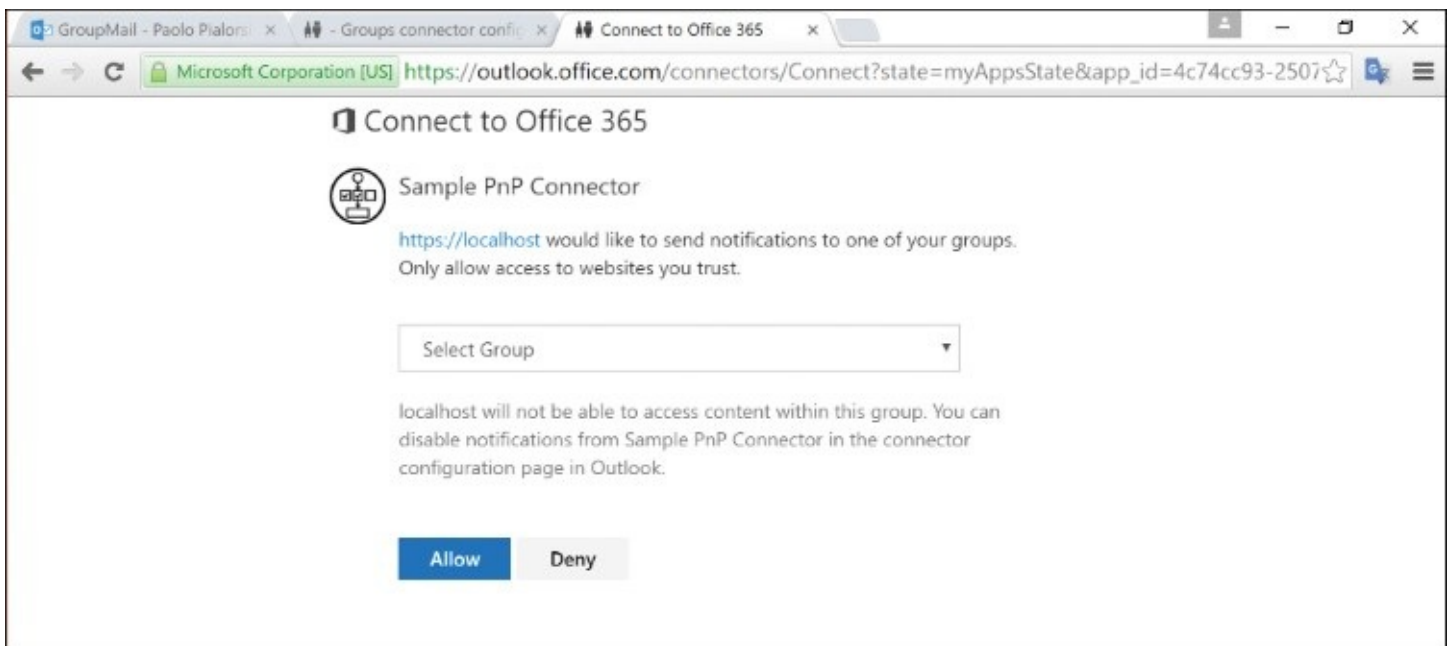 GroupMail - Paolo Pialors
- Groups connector config
Connect to Office 365
Microsoft Corporation [US] https://outlook.office.com/connectors/Connect?state=myAppsState&app_id=4c74cc93-2507
Connect to Office 365
Sample PnP Connector
https://localhost would like to send notifications to one of your groups.
Only allow access to websites you trust.
Select Group
localhost will not be able to access content within this group. You can
disable notifications from Sample PnP Connector in the connector
configuration page in Outlook.
Allow Deny